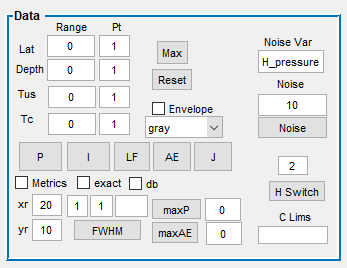 Data
Range Pt
Lat 0 1
Depth 0 1
Tus 0 1
Tc 0 1
Max
Reset
Envelope
gray
Noise Var
H_pressure
Noise
10
Noise
P I LF AE J
2
Metrics exact db
H Switch
xr 20 1 1 maxP 0
C Lims
yr 10 FWHM maxAE 0